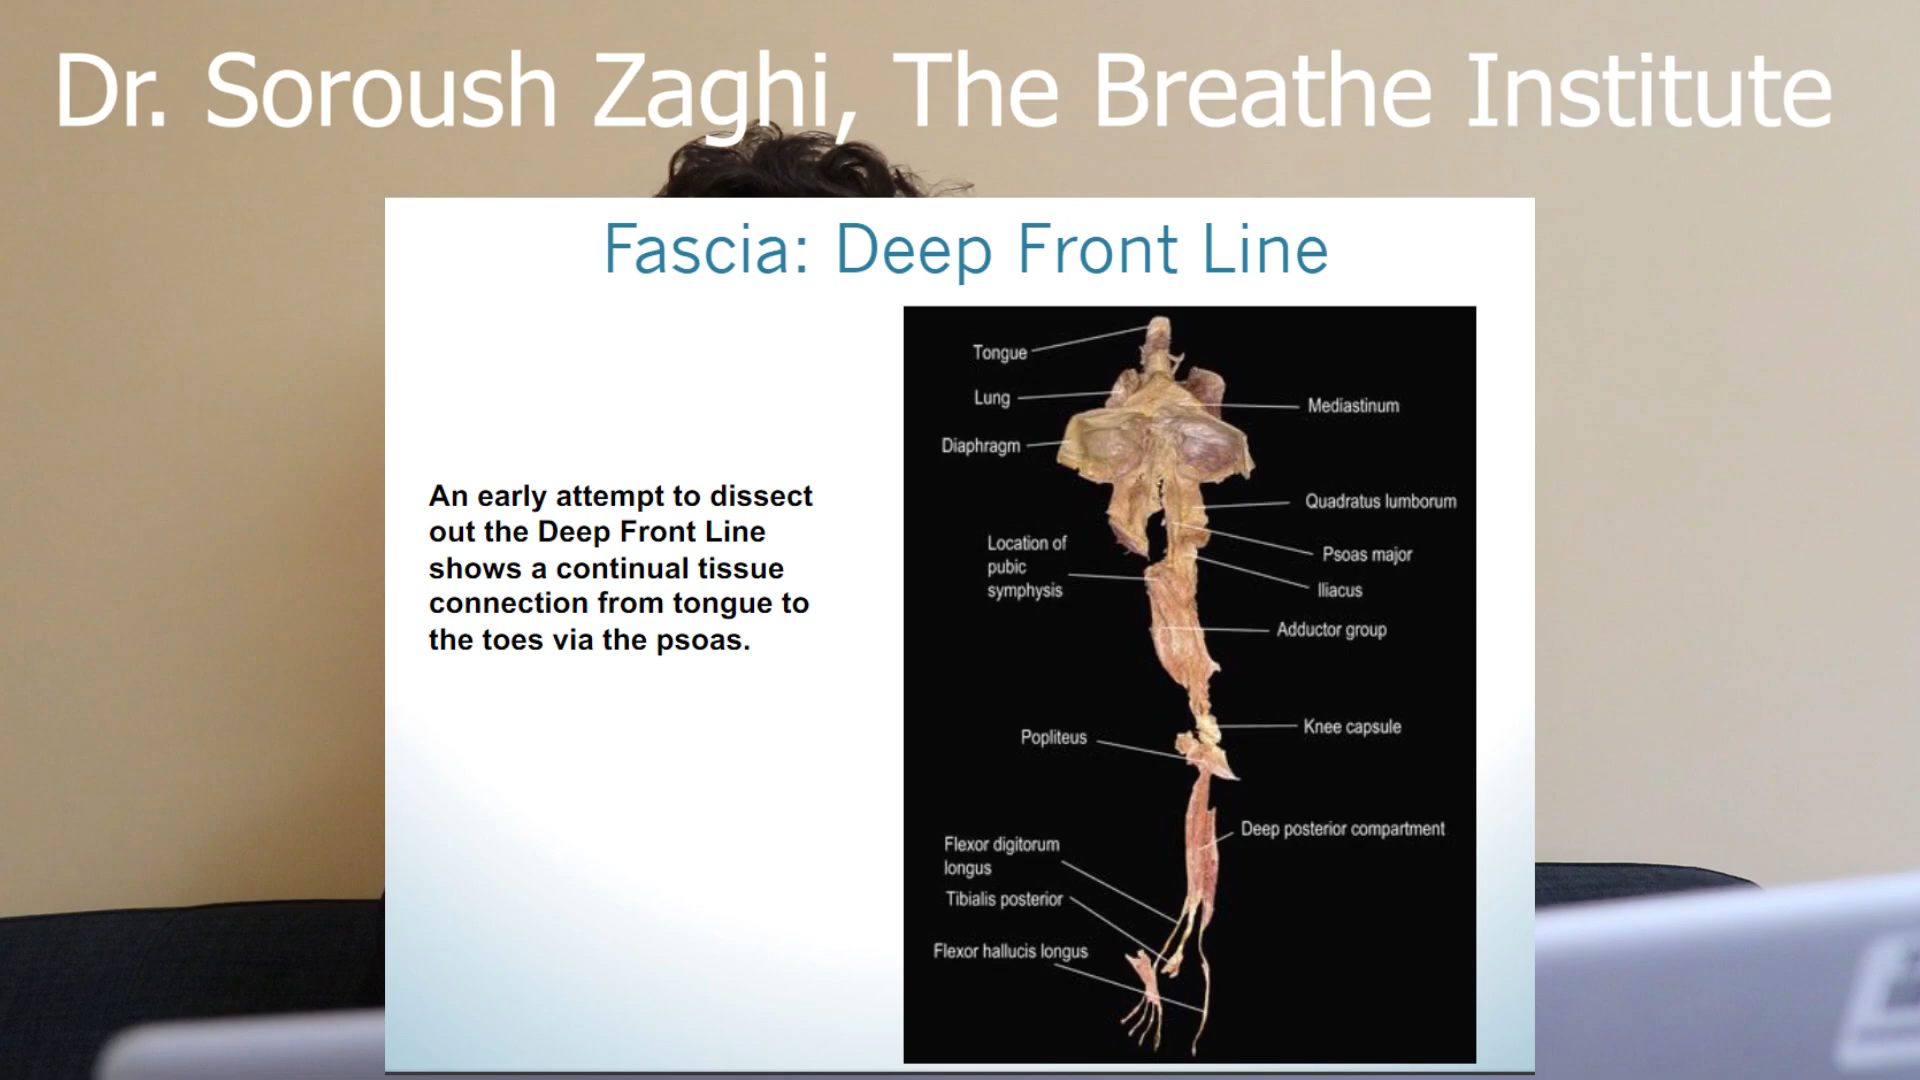 Dr. Soroush Zaghi, The Breathe Institute
Fascia: Deep Front Line
An early attempt to dissect
out the Deep Front Line
shows a continual tissue
connection from tongue to
the toes via the psoas.
Tongue
Lung
Mediastinum
Diaphragm
Quadratus lumborum
Location of
pubic
symphysis
Psoas major
Iliacus
Adductor group
Knee capsule
Popliteus
Deep posterior compartment
Flexor digitorum
longus
Tibialis posterior
Flexor hallucis longus